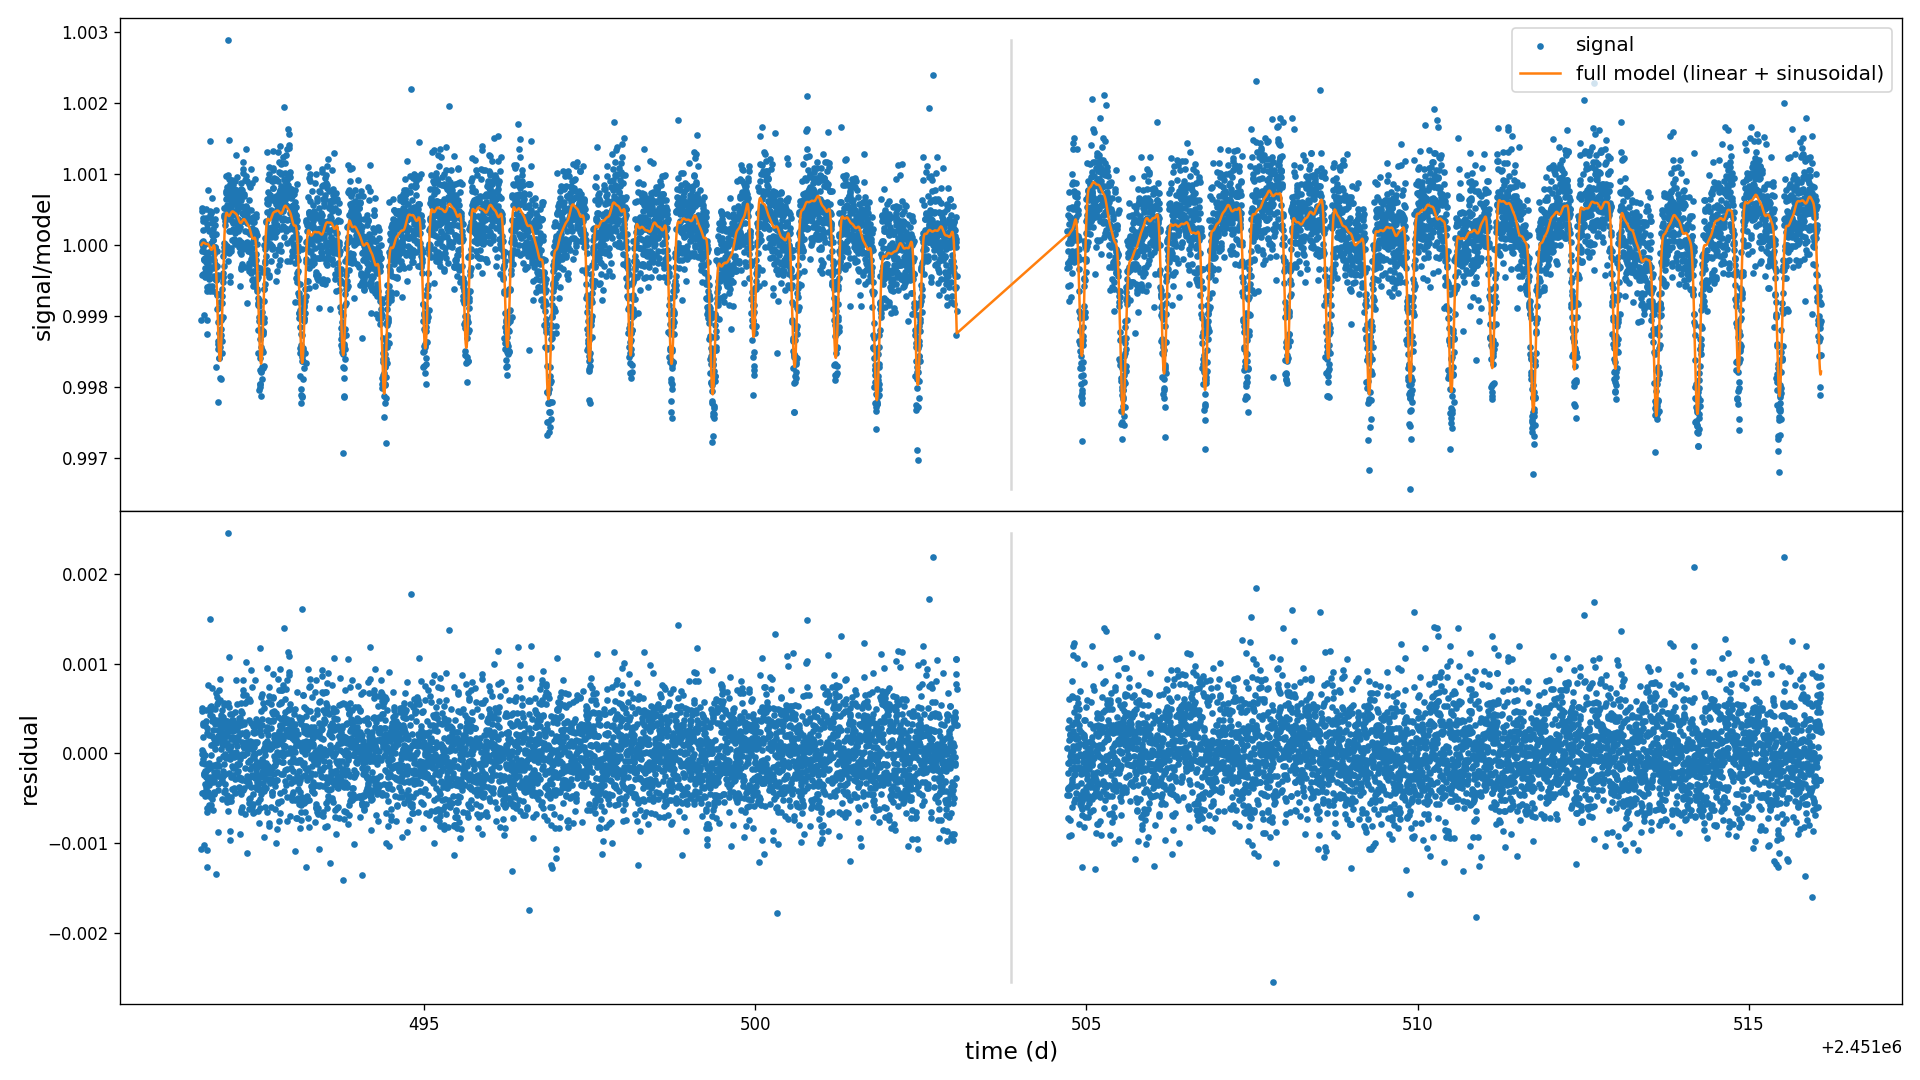 1.003
1.002
1.001
1.000
0.999
0.998
0.997
signal/model
signal
full model (linear + sinusoidal)
0.002
0.001
0.000
−0.001
−0.002
residual
495
500
505
510
515
time (d)
+2.451e6